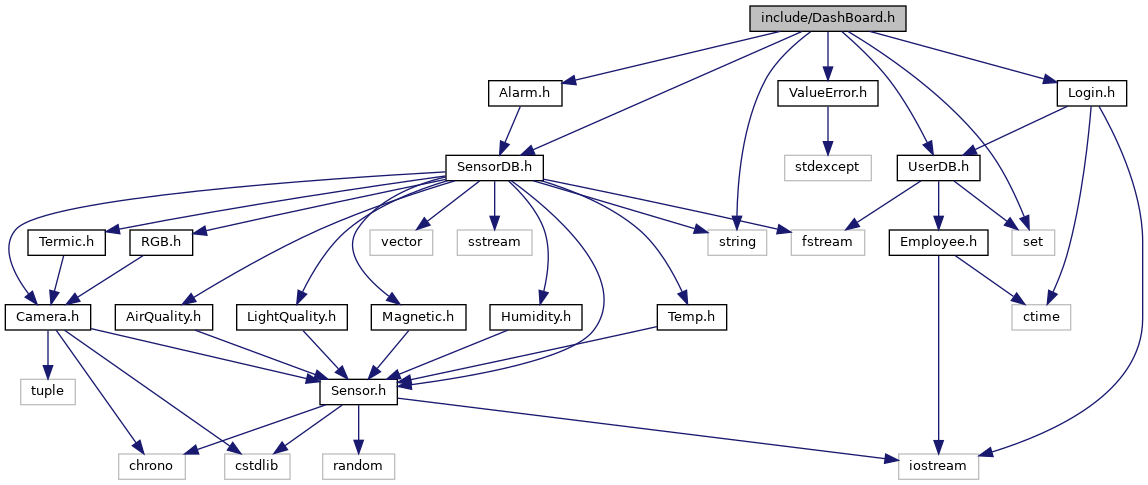 include/DashBoard.h
Alarm.h
ValueError.h
Login.h
SensorDB.h
stdexcept
UserDB.h
Termic.h
RGB.h
vector
sstream
string
fstream
Employee.h
set
Camera.h
AirQuality.h
LightQuality.h
Magnetic.h
Humidity.h
Temp.h
ctime
tuple
Sensor.h
chrono
cstdlib
random
iostream